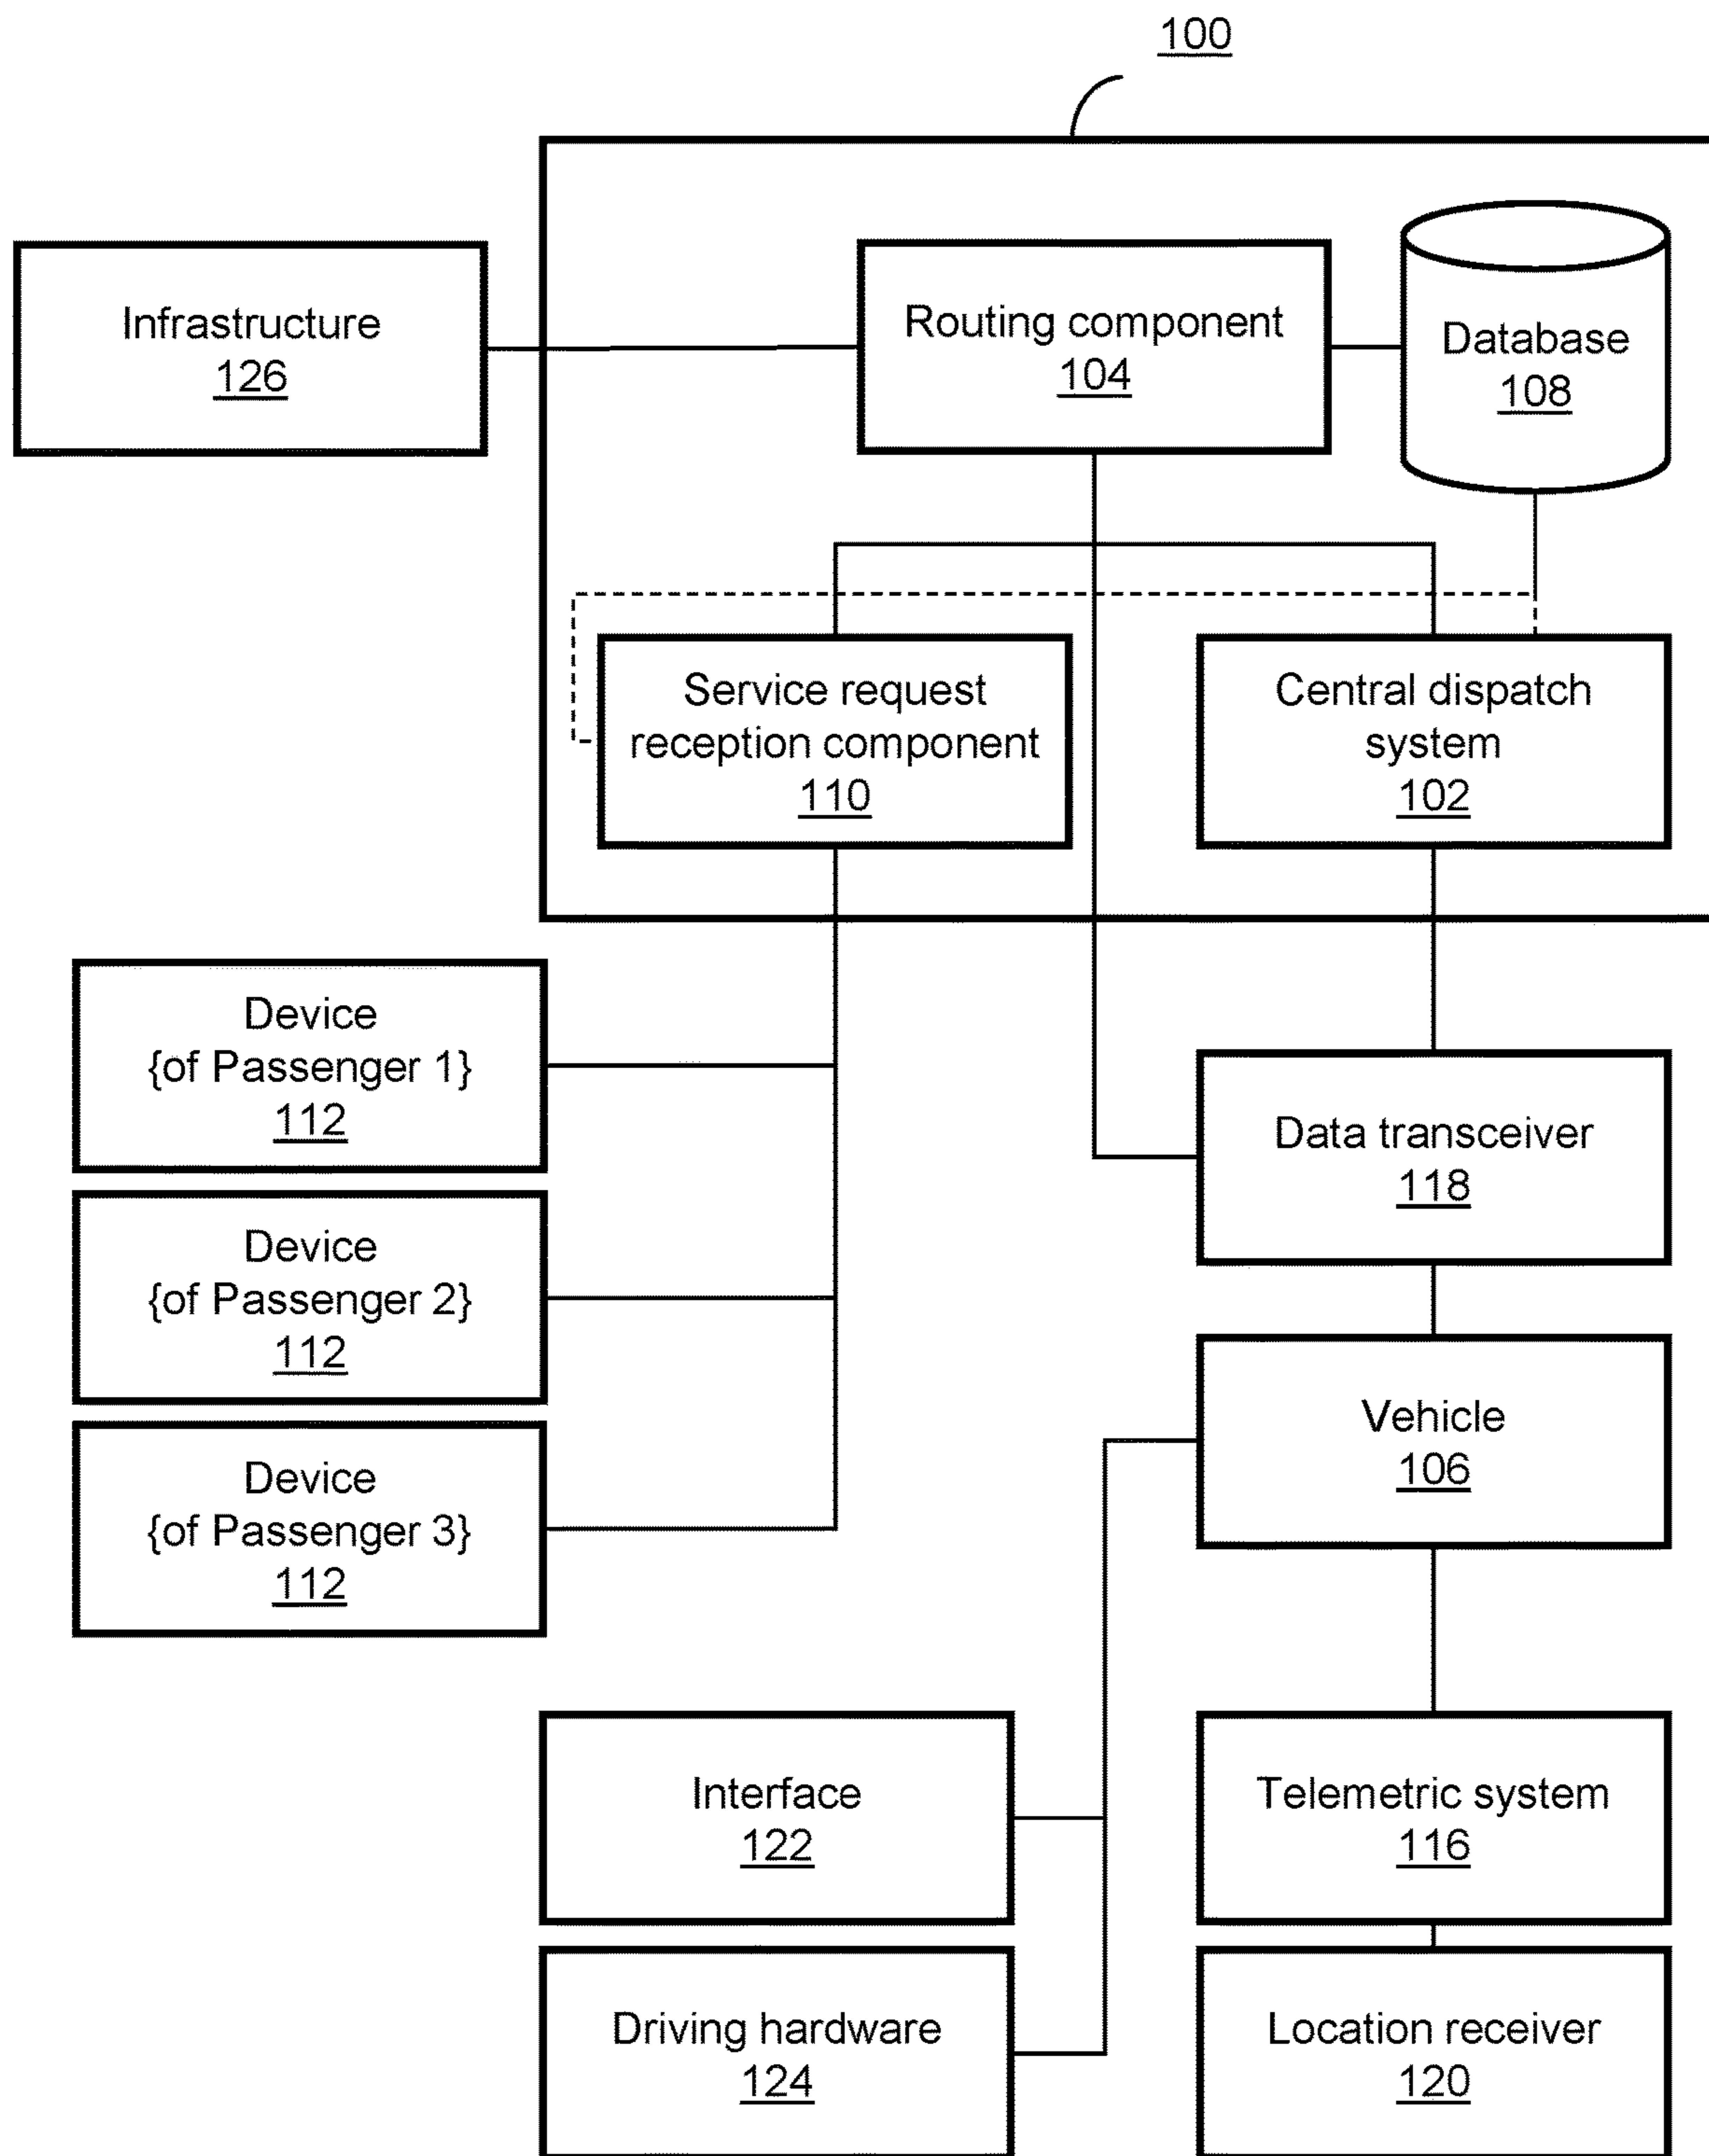 100
Infrastructure
126
Routing component
104
Database
108
Service request
reception component
110
Central dispatch
system
102
Device
{of Passenger 1}
112
Data transceiver
118
Device
{of Passenger 2}
112
Vehicle
106
Device
{of Passenger 3}
112
Interface
122
Telemetric system
116
Driving hardware
124
Location receiver
120